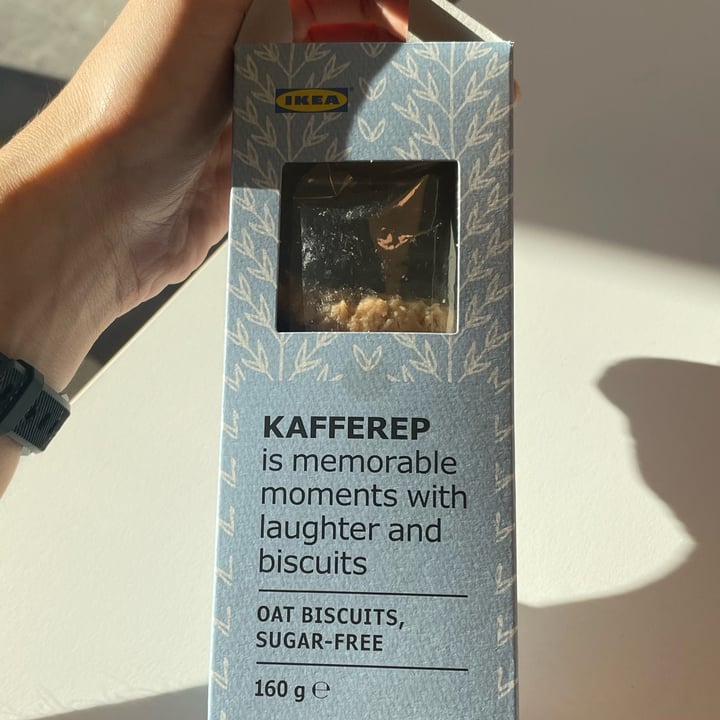 IKEA
KAFFEREP
is memorable
moments with
laughter and
biscuits
OAT BISCUITS,
SUGAR-FREE
160 g ℮